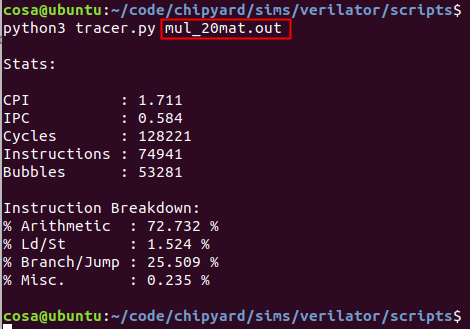 cosa@ubuntu:~/code/chipyard/sims/verilator/scripts$
python3 tracer.py mul_20mat.out
Stats:
CPI : 1.711
IPC : 0.584
Cycles : 128221
Instructions : 74941
Bubbles : 53281
Instruction Breakdown:
% Arithmetic : 72.732 %
% Ld/St : 1.524 %
% Branch/Jump : 25.509 %
% Misc. : 0.235 %
cosa@ubuntu:~/code/chipyard/sims/verilator/scripts$